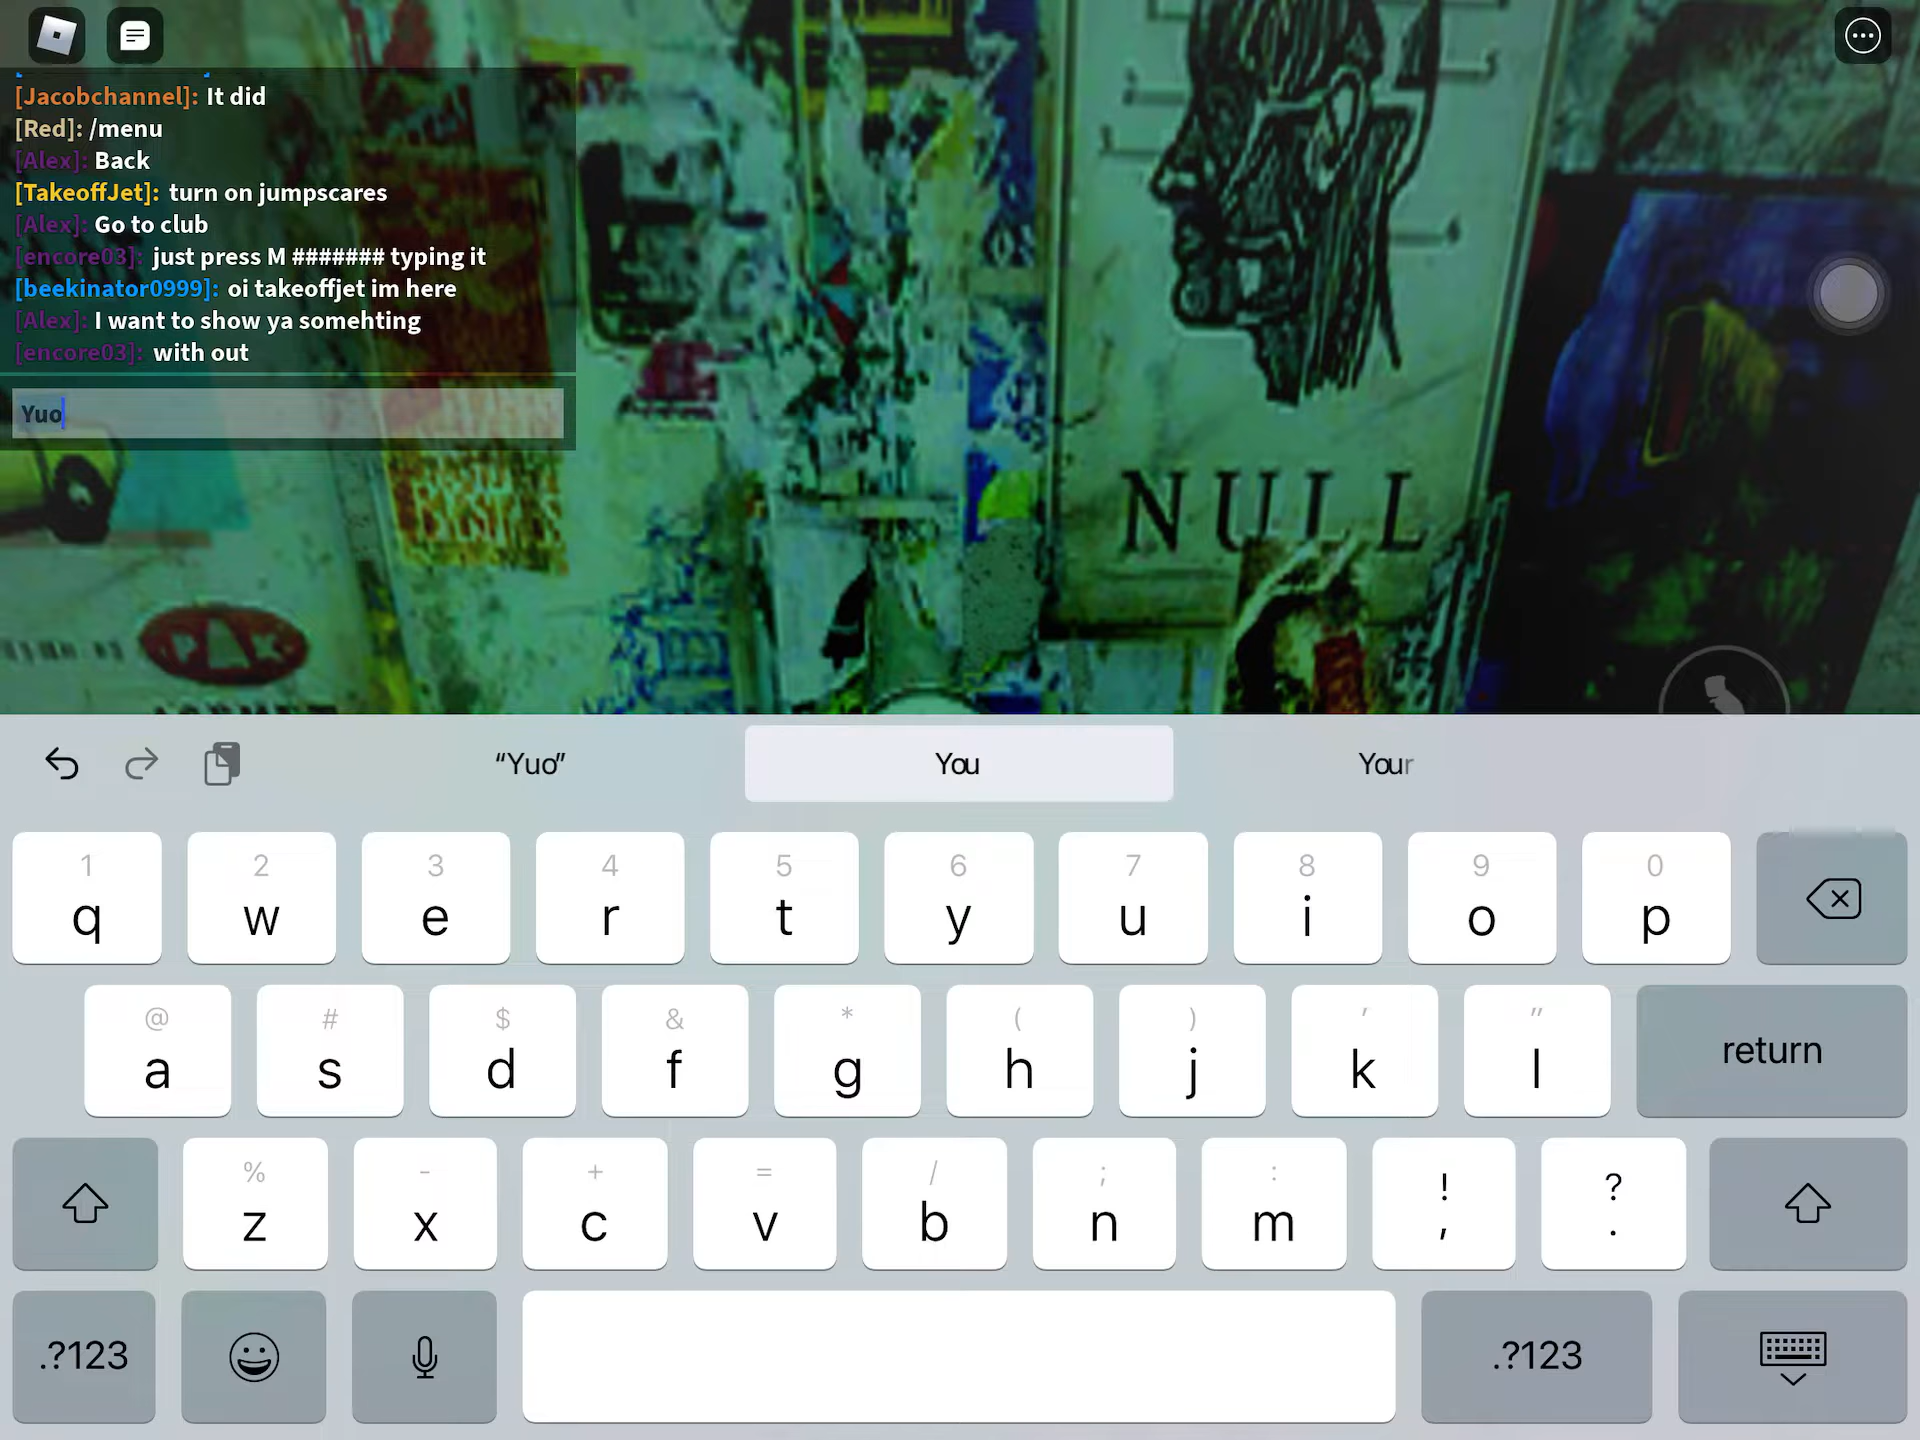 [Jacobchannel]: It did
[Red]: /menu
[Alex]: Back
[TakeoffJet]: turn on jumpscares
[Alex]: Go to club
[encore03]: just press M ####### typing it
[beekinator0999]: oi takeoffjet im here
[Alex]: I want to show ya somehting
[encore03]: with out
Yuo
NULL
PAK
“Yuo” You Your
1 2 3 4 5 6 7 8 9 0
q w e r t y u i o p
@ # $ & * ( ) ' "
a s d f g h j k l return
% - + = / ; : ! ?
z x c v b n m , .
.?123 .?123